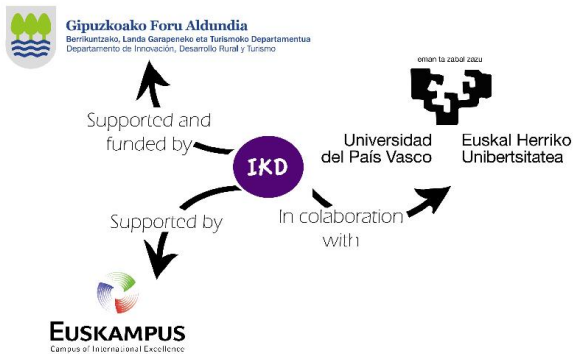 Gipuzkoako Foru Aldundia
Berrikuntzako, Landa Garapeneko eta Turismoko Departamentua
Departamento de Innovación, Desarrollo Rural y Turismo
eman ta zabal zazu
Supported and
funded by
Universidad
del País Vasco
Euskal Herriko
Unibertsitatea
IKD
Supported by
In colaboration
with
EUSKAMPUS
Campus of International Excellence